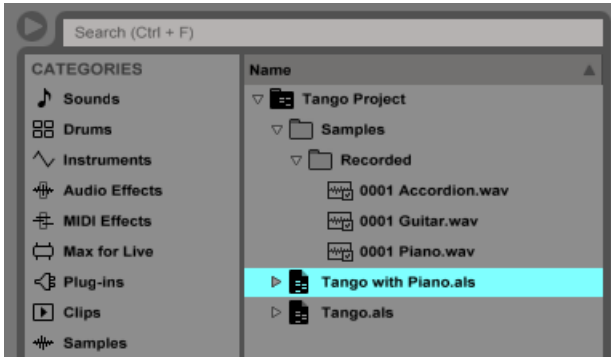 Search (Ctrl + F)
CATEGORIES
Sounds
Drums
Instruments
Audio Effects
MIDI Effects
Max for Live
Plug-ins
Clips
Samples
Name
Tango Project
Samples
Recorded
0001 Accordion.wav
0001 Guitar.wav
0001 Piano.wav
Tango with Piano.als
Tango.als